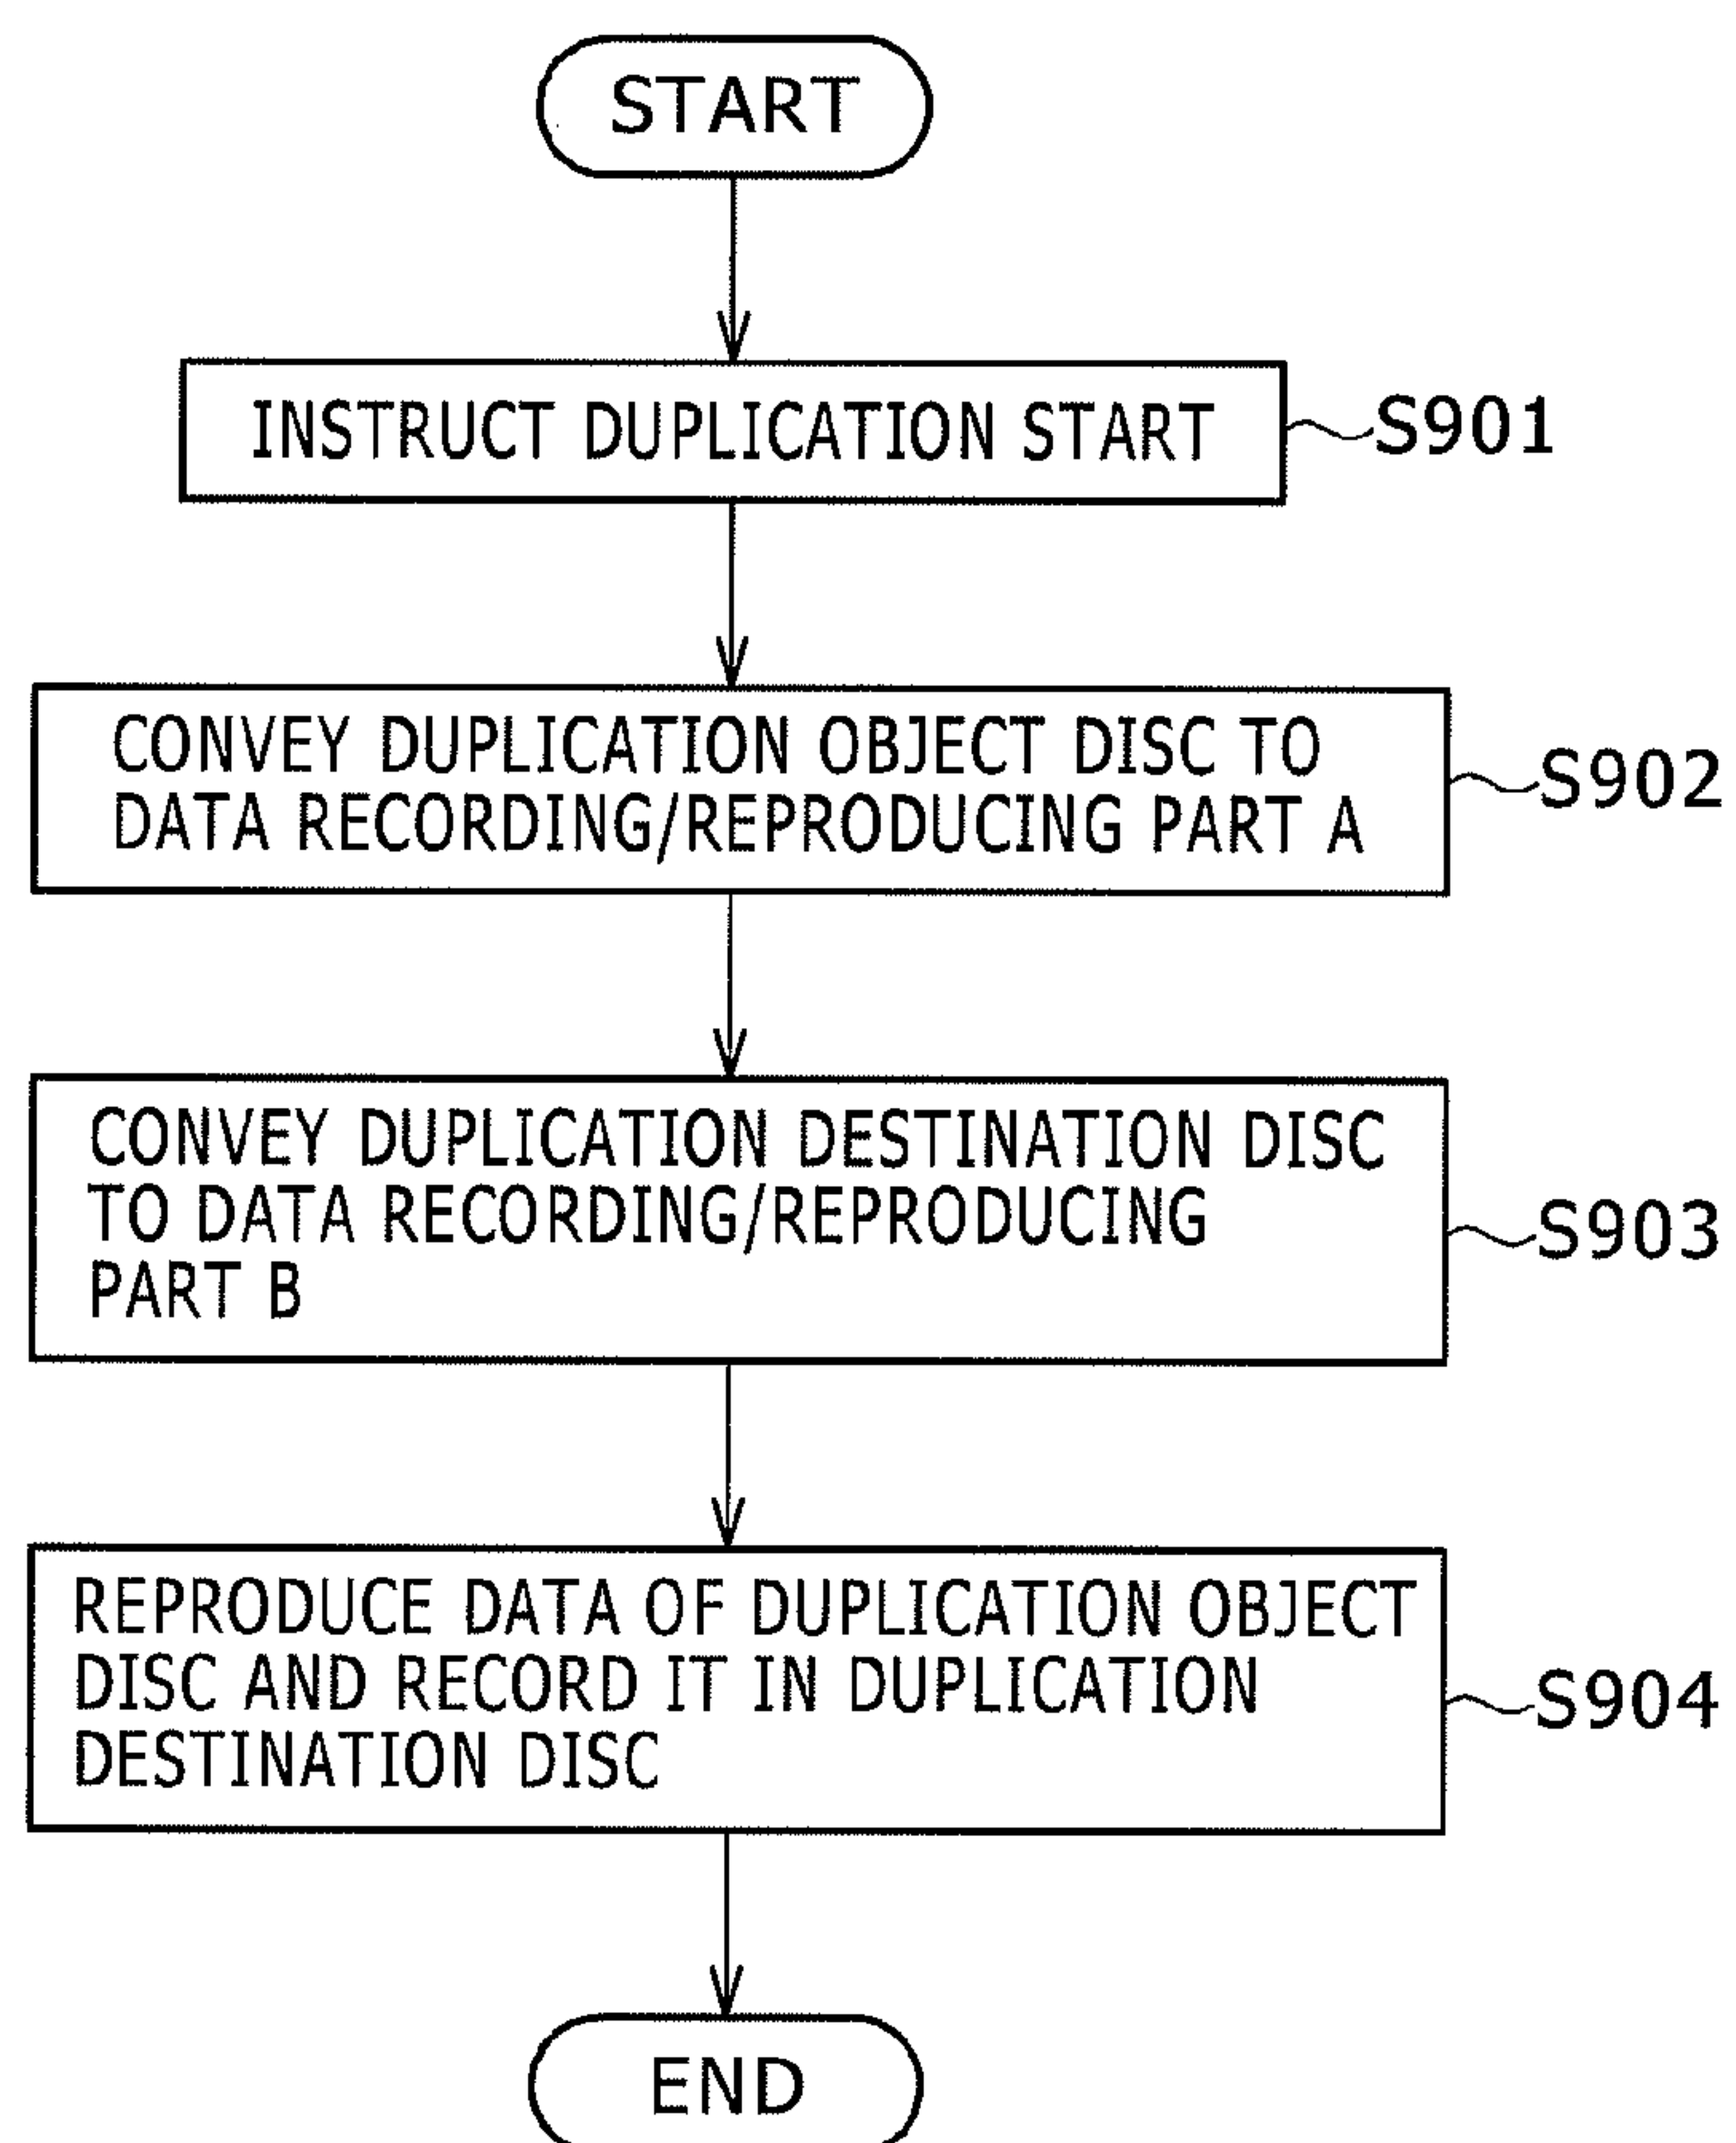 START
INSTRUCT DUPLICATION START
S901
CONVEY DUPLICATION OBJECT DISC TO
DATA RECORDING/REPRODUCING PART A
S902
CONVEY DUPLICATION DESTINATION DISC
TO DATA RECORDING/REPRODUCING
PART B
S903
REPRODUCE DATA OF DUPLICATION OBJECT
DISC AND RECORD IT IN DUPLICATION
DESTINATION DISC
S904
END